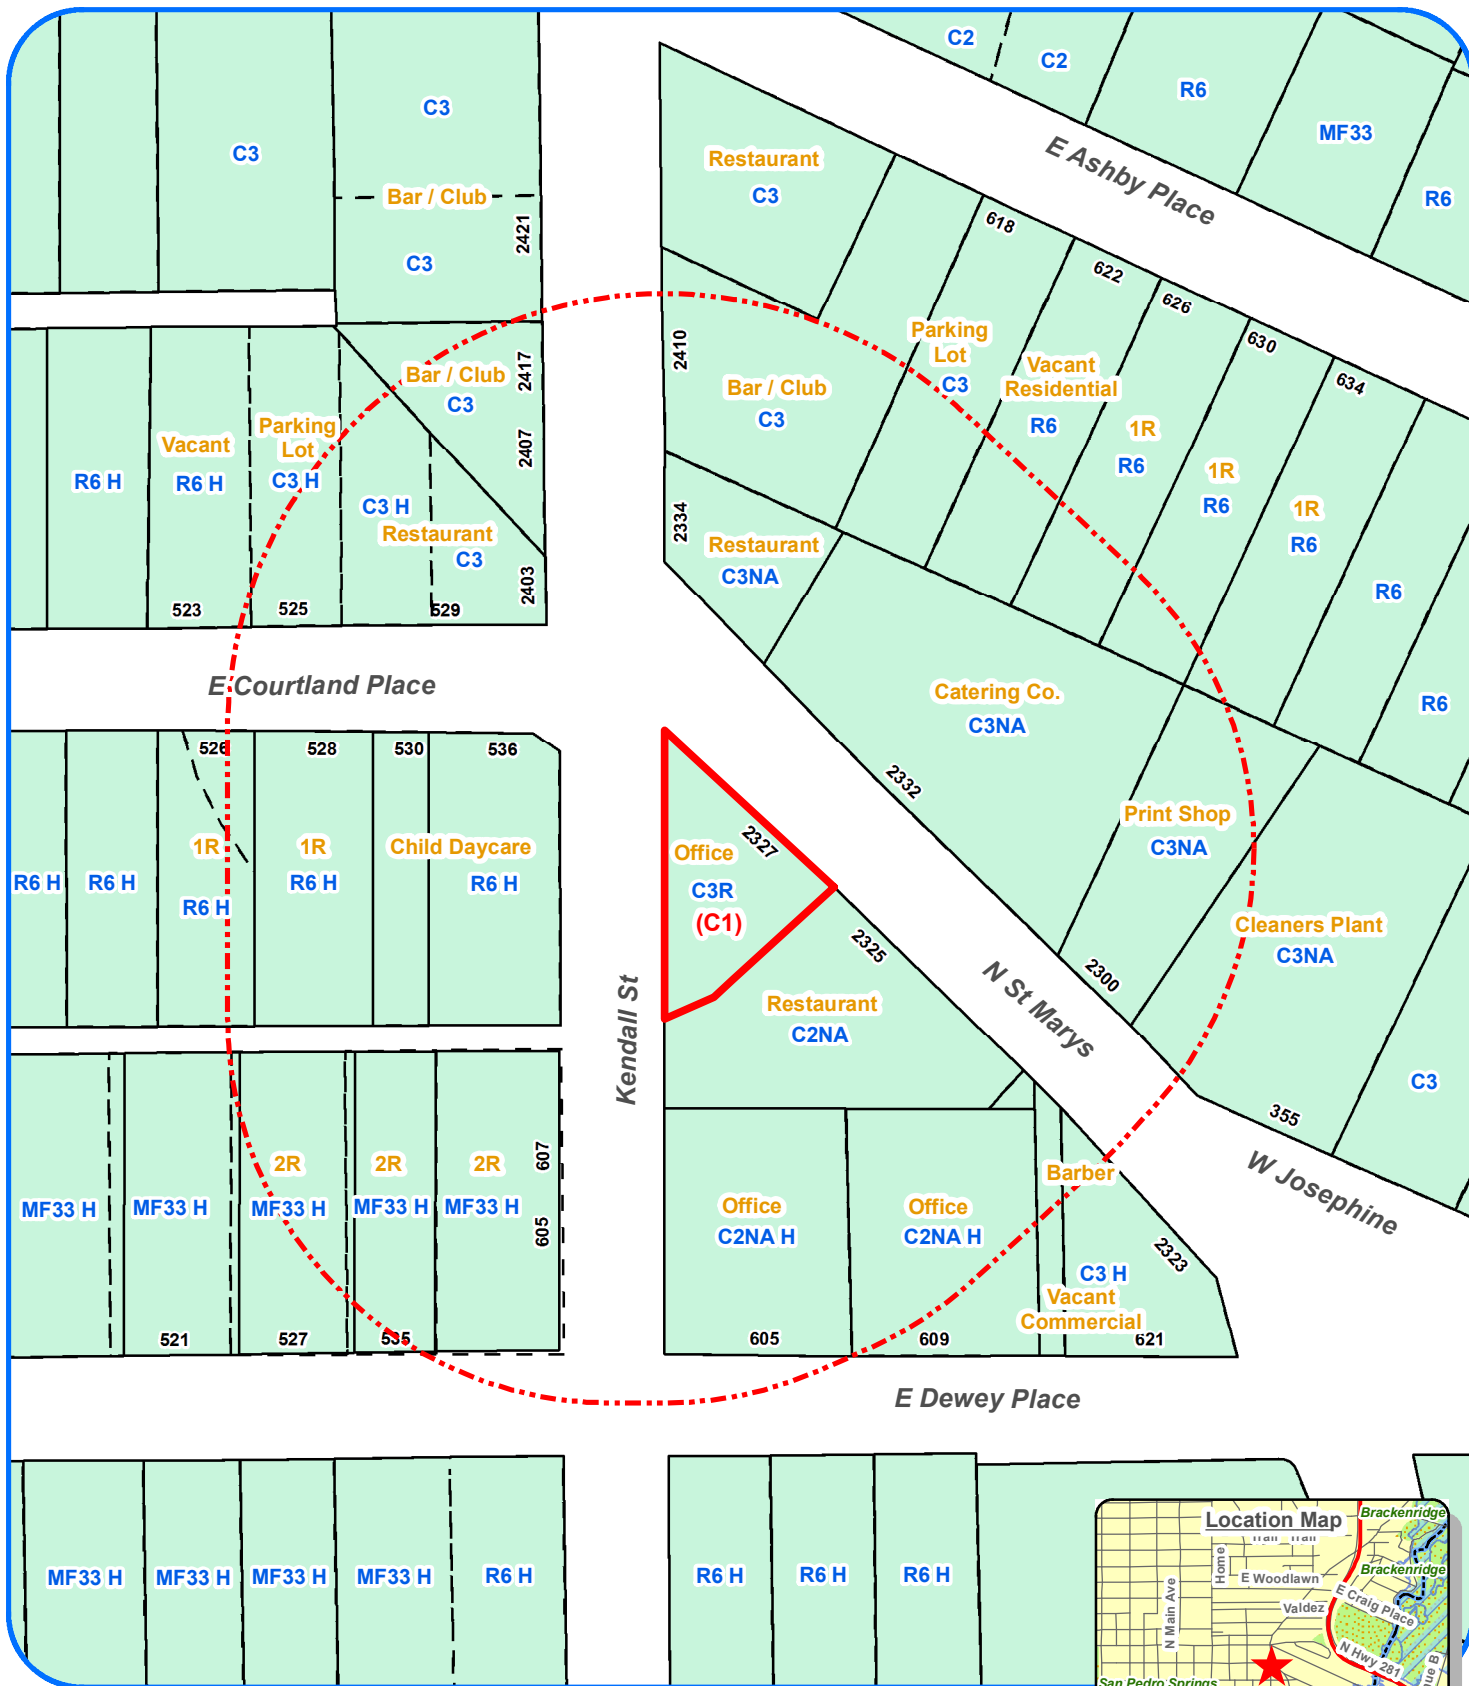 C2
C2
R6
MF33
R6
E Ashby Place
C3
C3
Bar / Club
C3
2421
Restaurant
C3
618
622
626
630
634
2410
Bar / Club
C3
Parking
Lot
C3
Vacant
Residential
R6
1R
R6
1R
R6
1R
R6
R6
R6
R6 H
Vacant
R6 H
523
Parking
Lot
C3 H
525
Bar / Club
C3
2417
2407
C3 H
Restaurant
C3
529
2403
2334
Restaurant
C3NA
E Courtland Place
Catering Co.
C3NA
2332
Print Shop
C3NA
2300
Cleaners Plant
C3NA
C3
355
R6 H
R6 H
526
1R
R6 H
528
1R
R6 H
530
536
Child Daycare
R6 H
Office
C3R
(C1)
2327
2325
Restaurant
C2NA
N St Marys
Kendall St
W Josephine
MF33 H
MF33 H
521
2R
MF33 H
527
2R
MF33 H
535
2R
MF33 H
607
605
Office
C2NA H
605
Office
C2NA H
609
Barber
C3 H
Vacant
Commercial
621
2323
E Dewey Place
MF33 H
MF33 H
MF33 H
MF33 H
R6 H
R6 H
R6 H
R6 H
Location Map
Brackenridge
Trail Trail
Home
E Woodlawn
Brackenridge
Valdez
E Craig Place
N Main Ave
N Hwy 281
San Pedro Springs